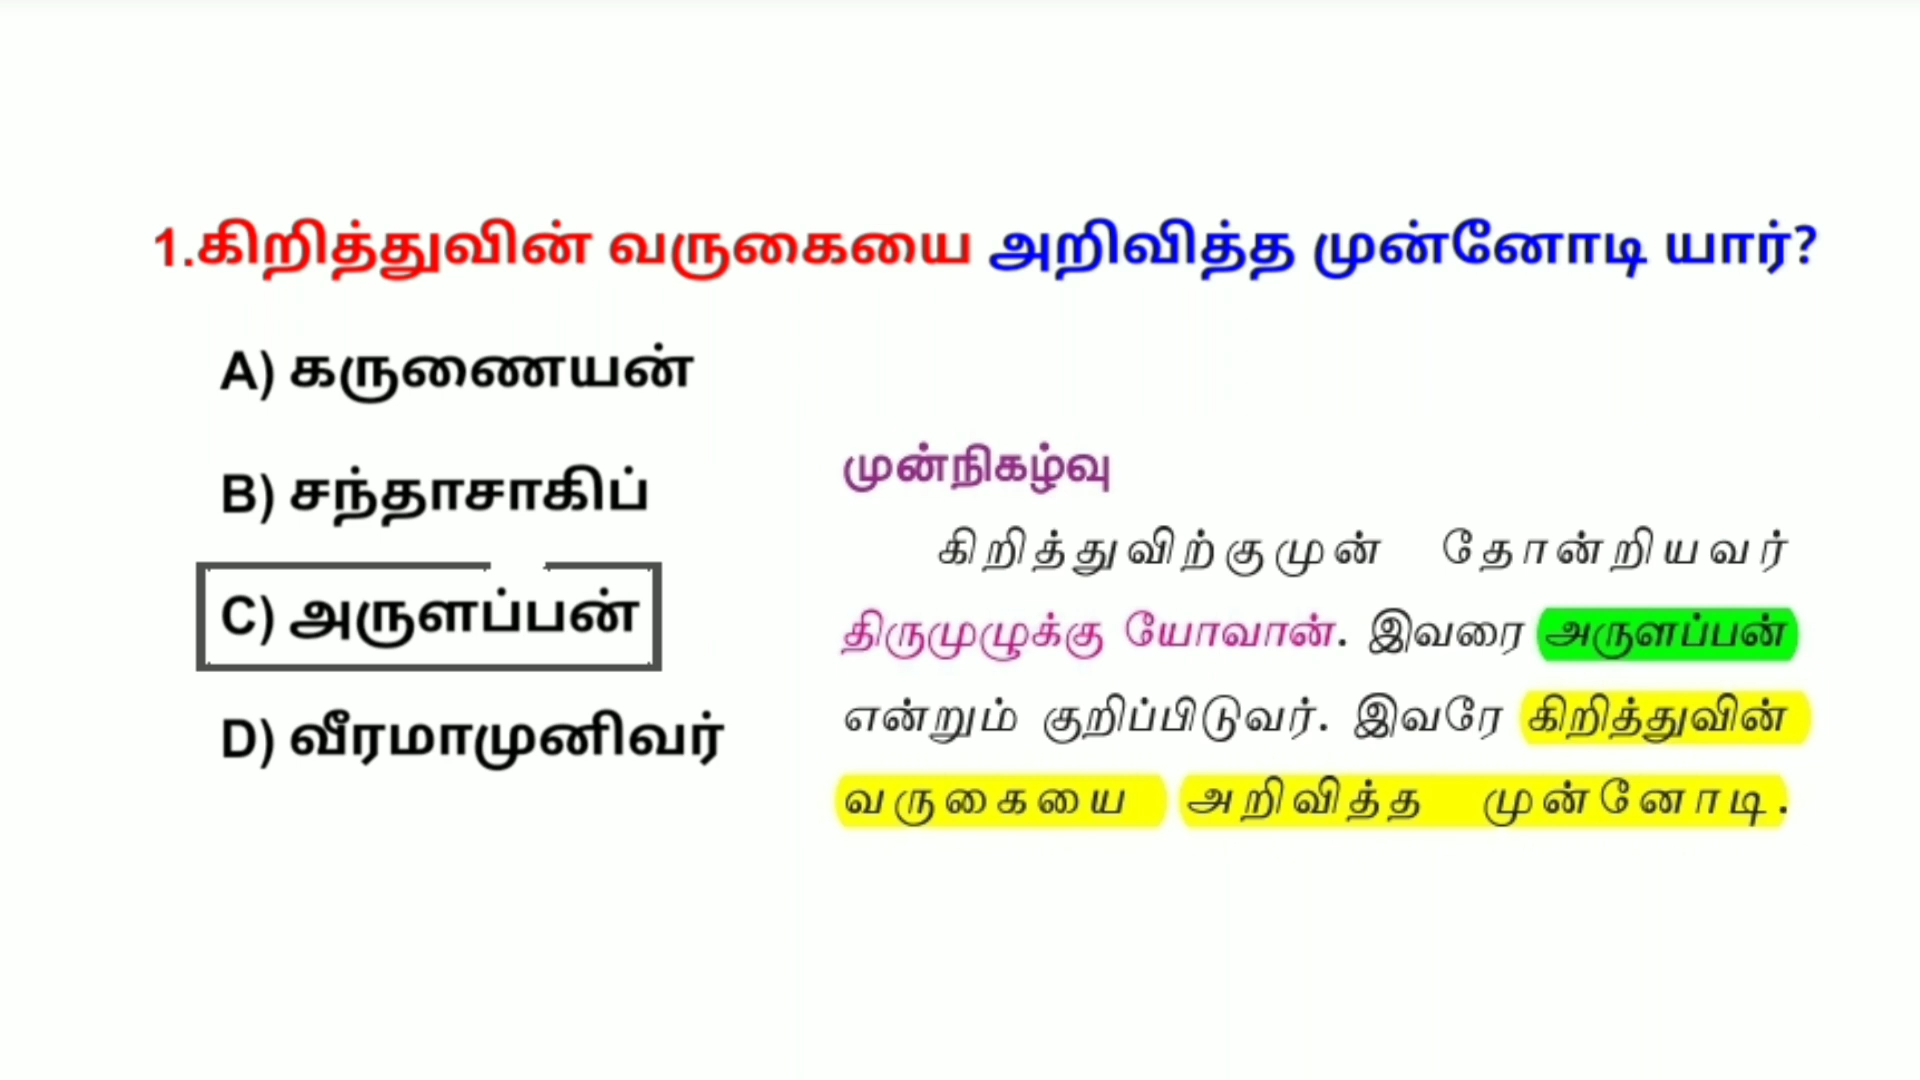 1.கிறித்துவின் வருகையை அறிவித்த முன்னோடி யார்?
A) கருணையன்
B) சந்தாசாகிப்
C) அருளப்பன்
D) வீரமாமுனிவர்
முன்நிகழ்வு
கிறித்துவிற்குமுன் தோன்றியவர்
திருமுழுக்கு யோவான். இவரை அருளப்பன்
என்றும் குறிப்பிடுவர். இவரே கிறித்துவின்
வருகையை அறிவித்த முன்னோடி.